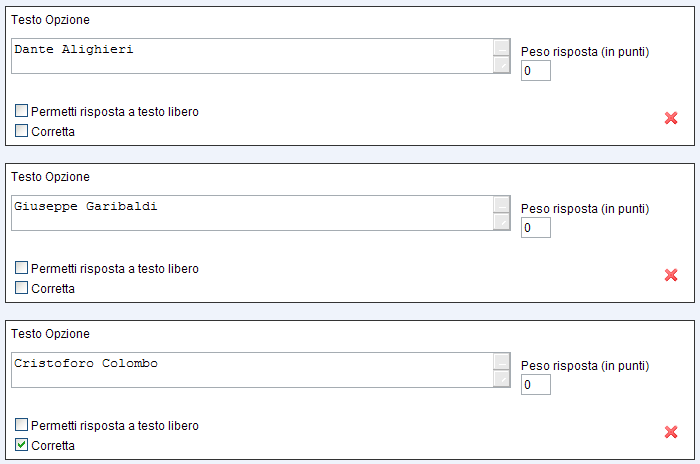 Testo Opzione
Dante Alighieri
Peso risposta (in punti)
0
Permetti risposta a testo libero
Corretta
Testo Opzione
Giuseppe Garibaldi
Peso risposta (in punti)
0
Permetti risposta a testo libero
Corretta
Testo Opzione
Cristoforo Colombo
Peso risposta (in punti)
0
Permetti risposta a testo libero
Corretta